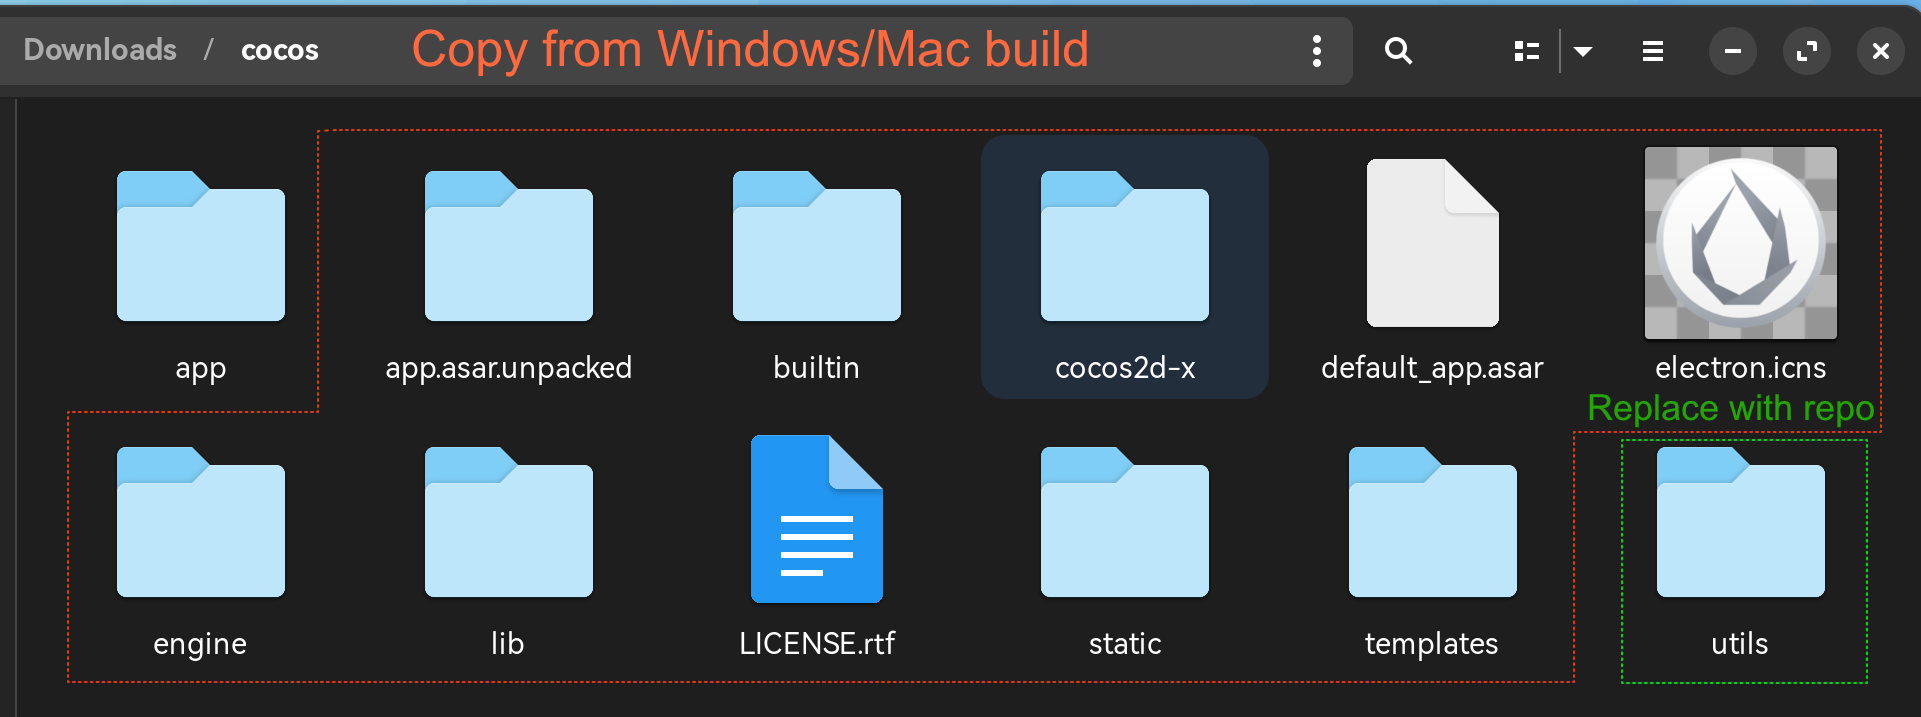 Downloads / cocos
Copy from Windows/Mac build
app
app.asar.unpacked
builtin
cocos2d-x
default_app.asar
electron.icns
Replace with repo
engine
lib
LICENSE.rtf
static
templates
utils